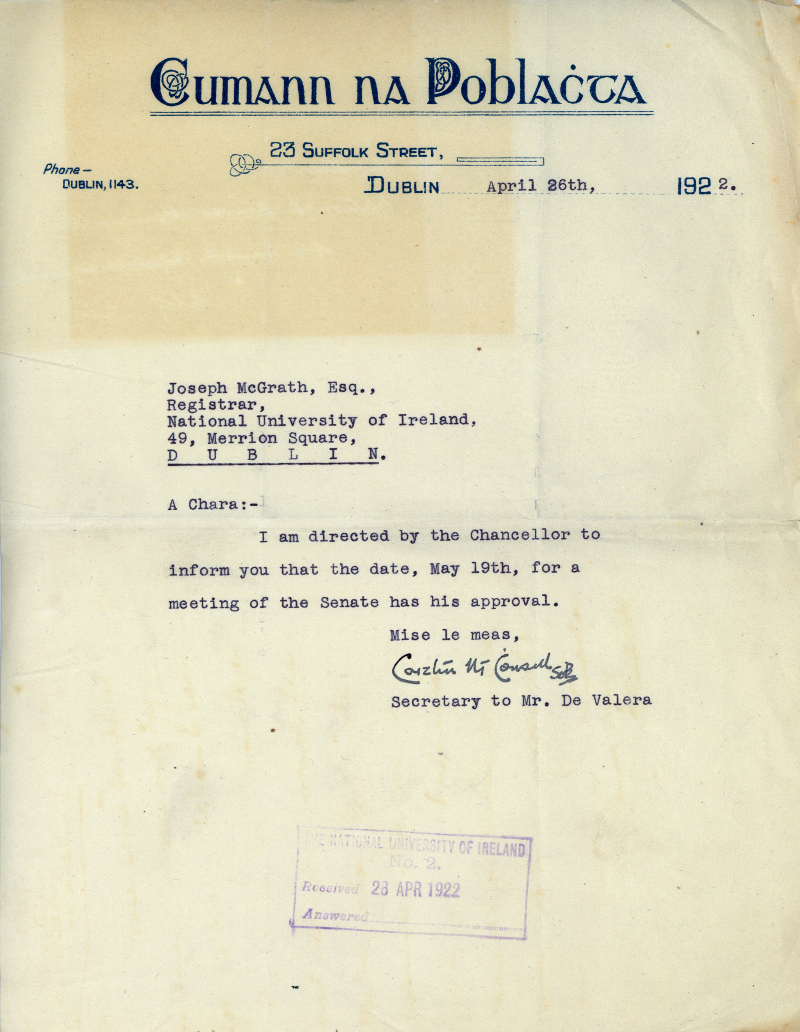 Cumann na Poblaċta
23 Suffolk Street,
Phone—
Dublin, 1143.
Dublin April 26th, 1922.
Joseph McGrath, Esq.,
Registrar,
National University of Ireland,
49, Merrion Square,
D U B L I N.
A Chara:-
I am directed by the Chancellor to
inform you that the date, May 19th, for a
meeting of the Senate has his approval.
Mise le meas,
Secretary to Mr. De Valera
THE NATIONAL UNIVERSITY OF IRELAND
No. 2.
Received 28 APR 1922
Answered